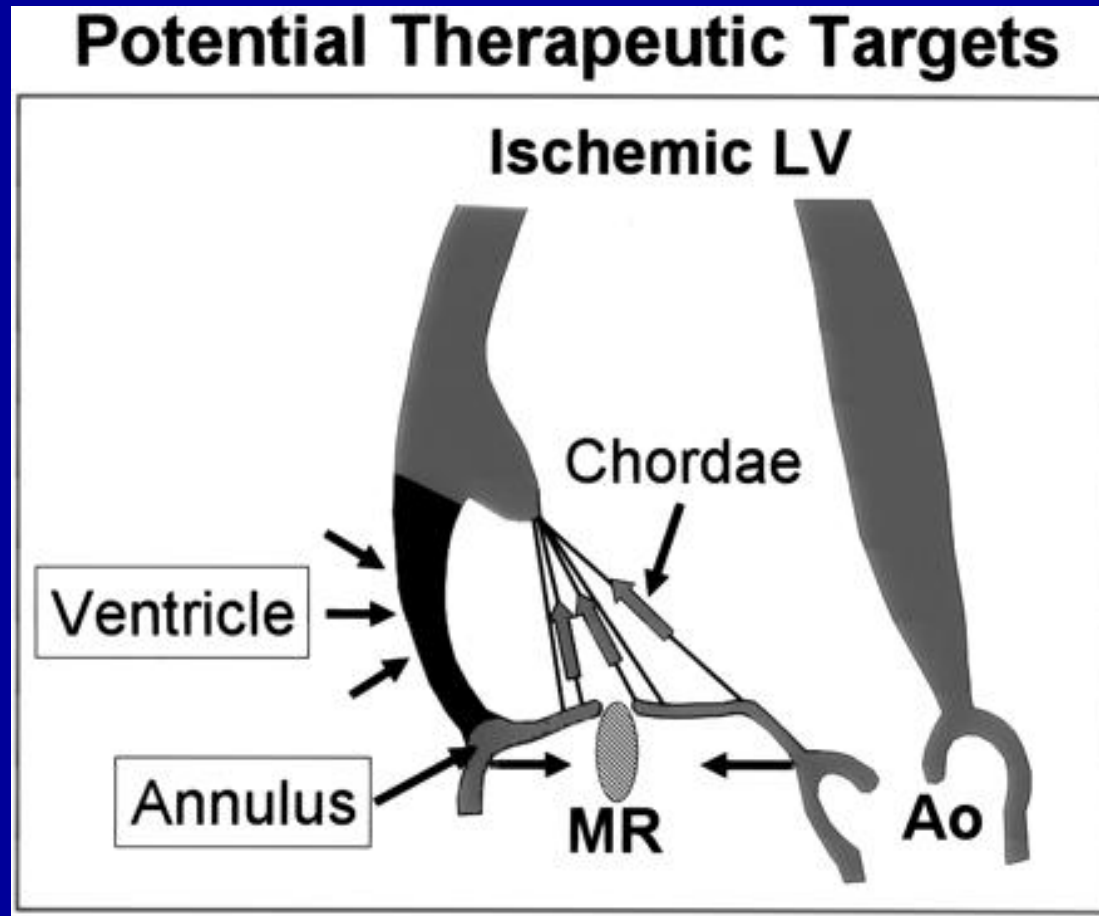 Potential Therapeutic Targets
Ischemic LV
Chordae
Ventricle
Annulus
MR
Ao